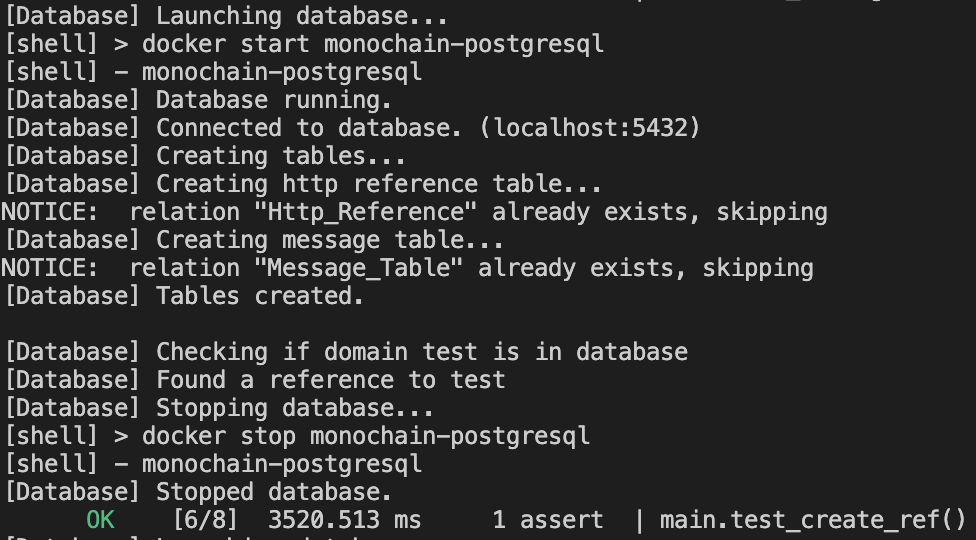 [Database] Launching database...
[shell] > docker start monochain-postgresql
[shell] - monochain-postgresql
[Database] Database running.
[Database] Connected to database. (localhost:5432)
[Database] Creating tables...
[Database] Creating http reference table...
NOTICE:  relation "Http_Reference" already exists, skipping
[Database] Creating message table...
NOTICE:  relation "Message_Table" already exists, skipping
[Database] Tables created.
[Database] Checking if domain test is in database
[Database] Found a reference to test
[Database] Stopping database...
[shell] > docker stop monochain-postgresql
[shell] - monochain-postgresql
[Database] Stopped database.
OK    [6/8]  3520.513 ms     1 assert  | main.test_create_ref()